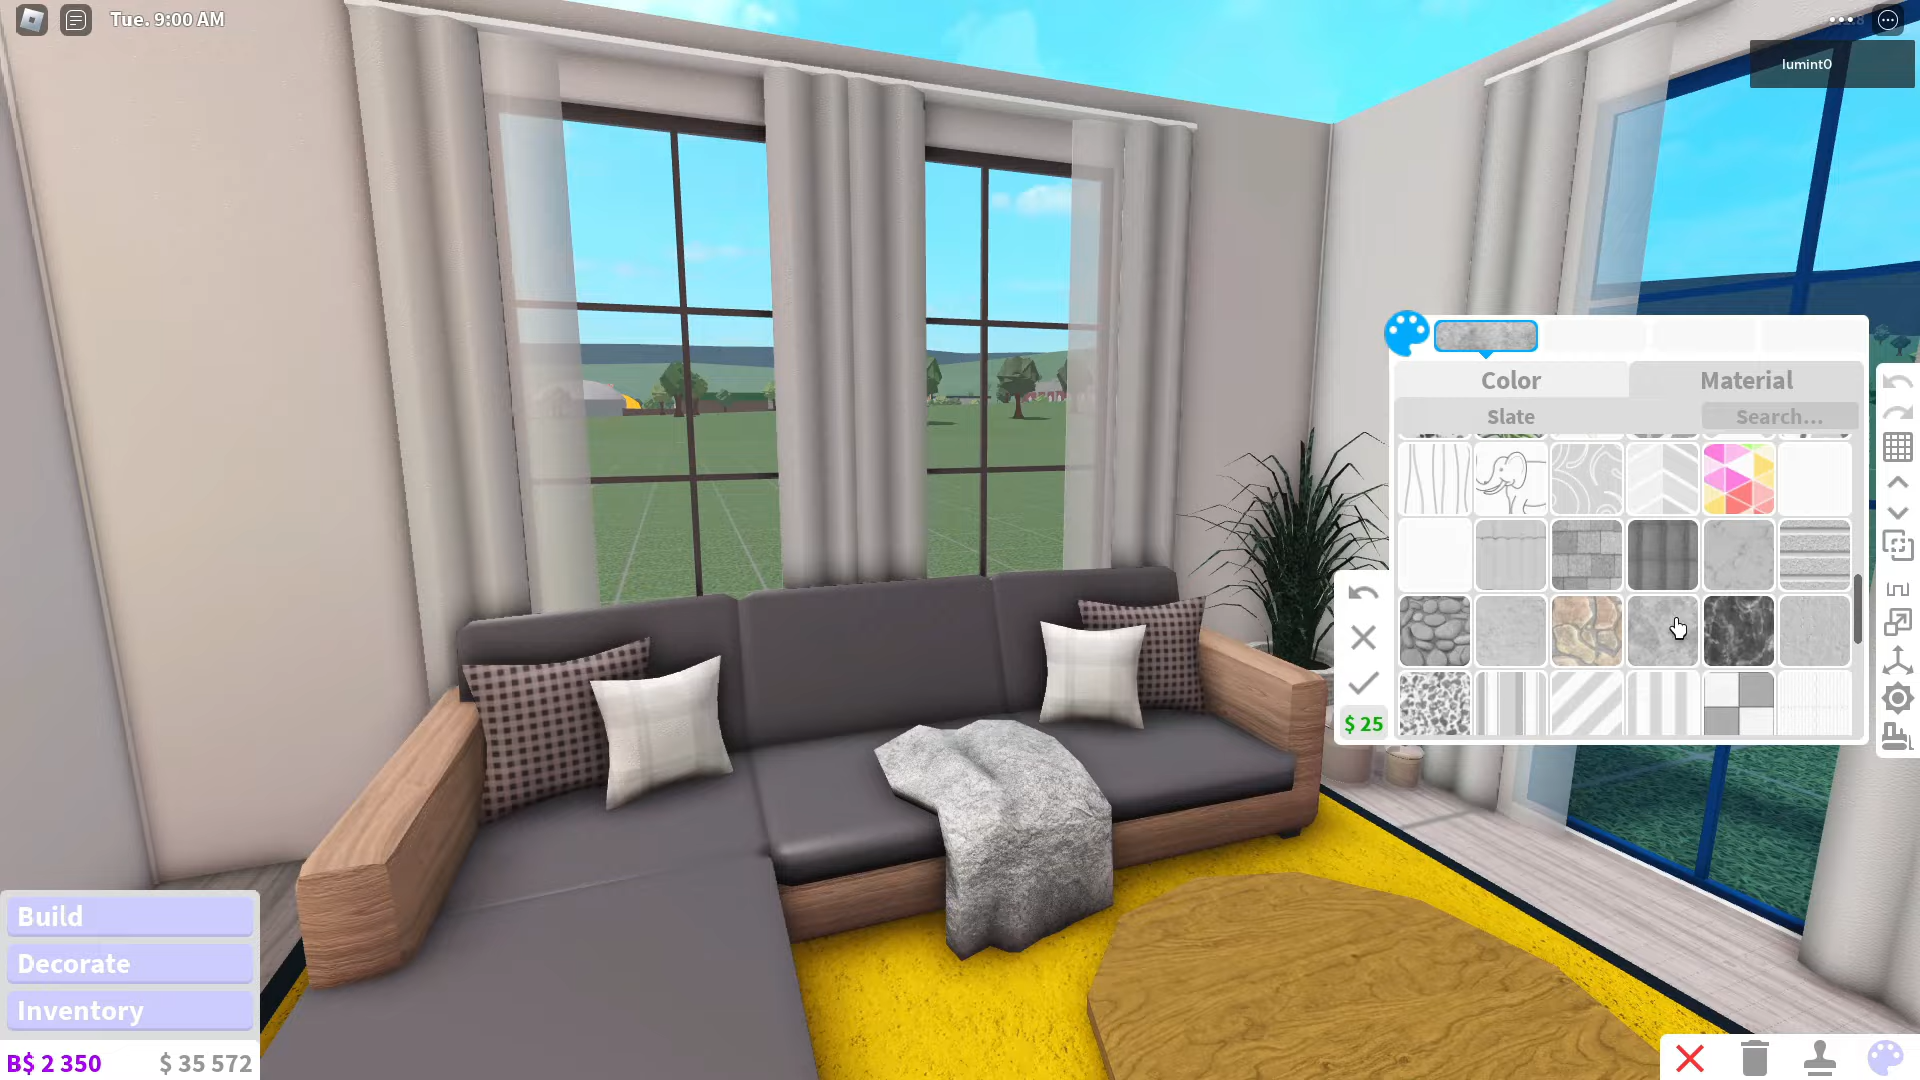 Tue. 9:00 AM
lumint0
Color
Material
Slate
Search...
$ 25
Build
Decorate
Inventory
B$ 2 350
$ 35 572